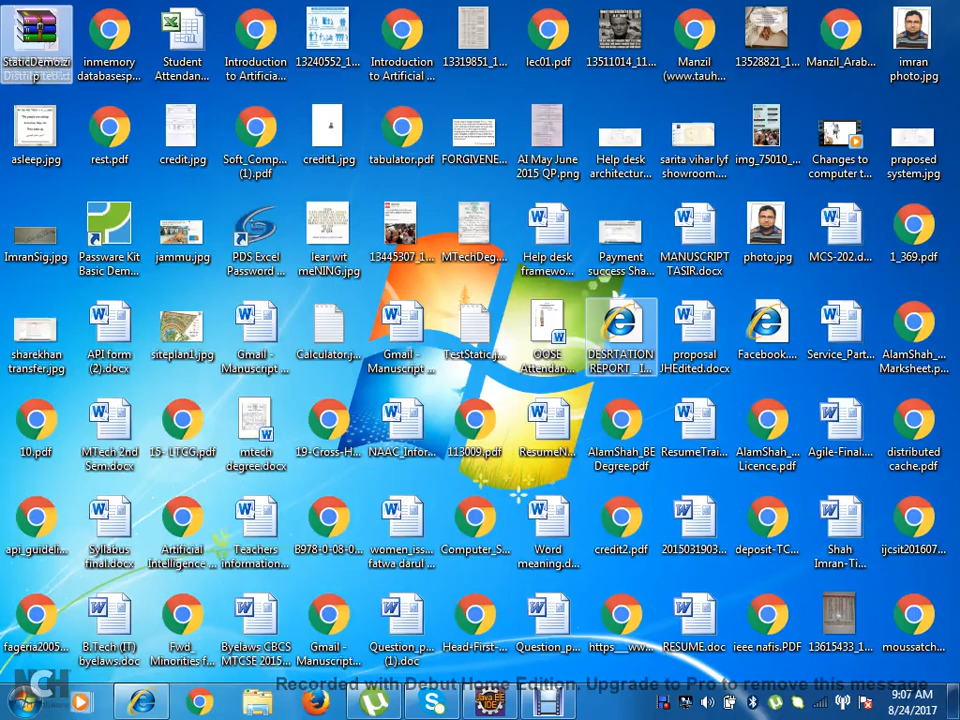 StaticDemo.zi
inmemory
databasesp...
Student
Attendan...
Introduction
to Artificia...
13240552_1...
Introduction
to Artificial ...
13319851_1...
lec01.pdf
13511014_11...
Manzil
(www.tauh...
13528821_1...
Manzil_Arab...
imran
photo.jpg
asleep.jpg
rest.pdf
credit.jpg
Soft_Comp...
(1).pdf
credit1.jpg
tabulator.pdf
FORGIVENE...
AI May June
2015 QP.png
Help desk
architectur...
sarita vihar lyf
showroom....
img_75010_...
Changes to
computer t...
praposed
system.jpg
ImranSig.jpg
Passware Kit
Basic Dem...
jammu.jpg
PDS Excel
Password ...
lear wit
meNING.jpg
13445307_1...
MTechDeg...
Help desk
framewo...
Payment
success Sha...
MANUSCRIPT
TASIR.docx
photo.jpg
MCS-202.d...
1_369.pdf
sharekhan
transfer.jpg
API form
(2).docx
siteplan1.jpg
Gmail -
Manuscript ...
Calculator.j...
Gmail -
Manuscript ...
TestStatic.j...
OOSE
Attendan...
DESRTATION
REPORT _I...
proposal
JHEdited.docx
Facebook....
Service_Part...
AlamShah_...
Marksheet.p...
10.pdf
MTech 2nd
Sem.docx
15- LTCG.pdf
mtech
degree.docx
19-Cross-H...
NAAC_Infor...
113009.pdf
ResumeN...
AlamShah_BE
Degree.pdf
ResumeTrai...
AlamShah_...
Licence.pdf
Agile-Final....
distributed
cache.pdf
api_guideli...
Syllabus
final.docx
Artificial
Intelligence ...
Teachers
information...
B978-0-08-0...
women_iss...
fatwa darul ...
Computer_S...
Word
meaning.d...
credit2.pdf
2015031903...
deposit-TC...
Shah
Imran-Ti...
ijcsit201607...
fageria2005...
B.Tech (IT)
byelaws.doc
Fwd_
Minorities f...
Byelaws CBCS
MTCSE 2015...
Gmail -
Manuscript...
Question_p...
(1).doc
Head-First-...
Question_p...
https___ww...
RESUME.doc
ieee nafis.PDF
13615433_1...
moussatch...
NCH
Recorded with Debut Home Edition. Upgrade to Pro to remove this message
Java EE
IDE
9:07 AM
8/24/2017